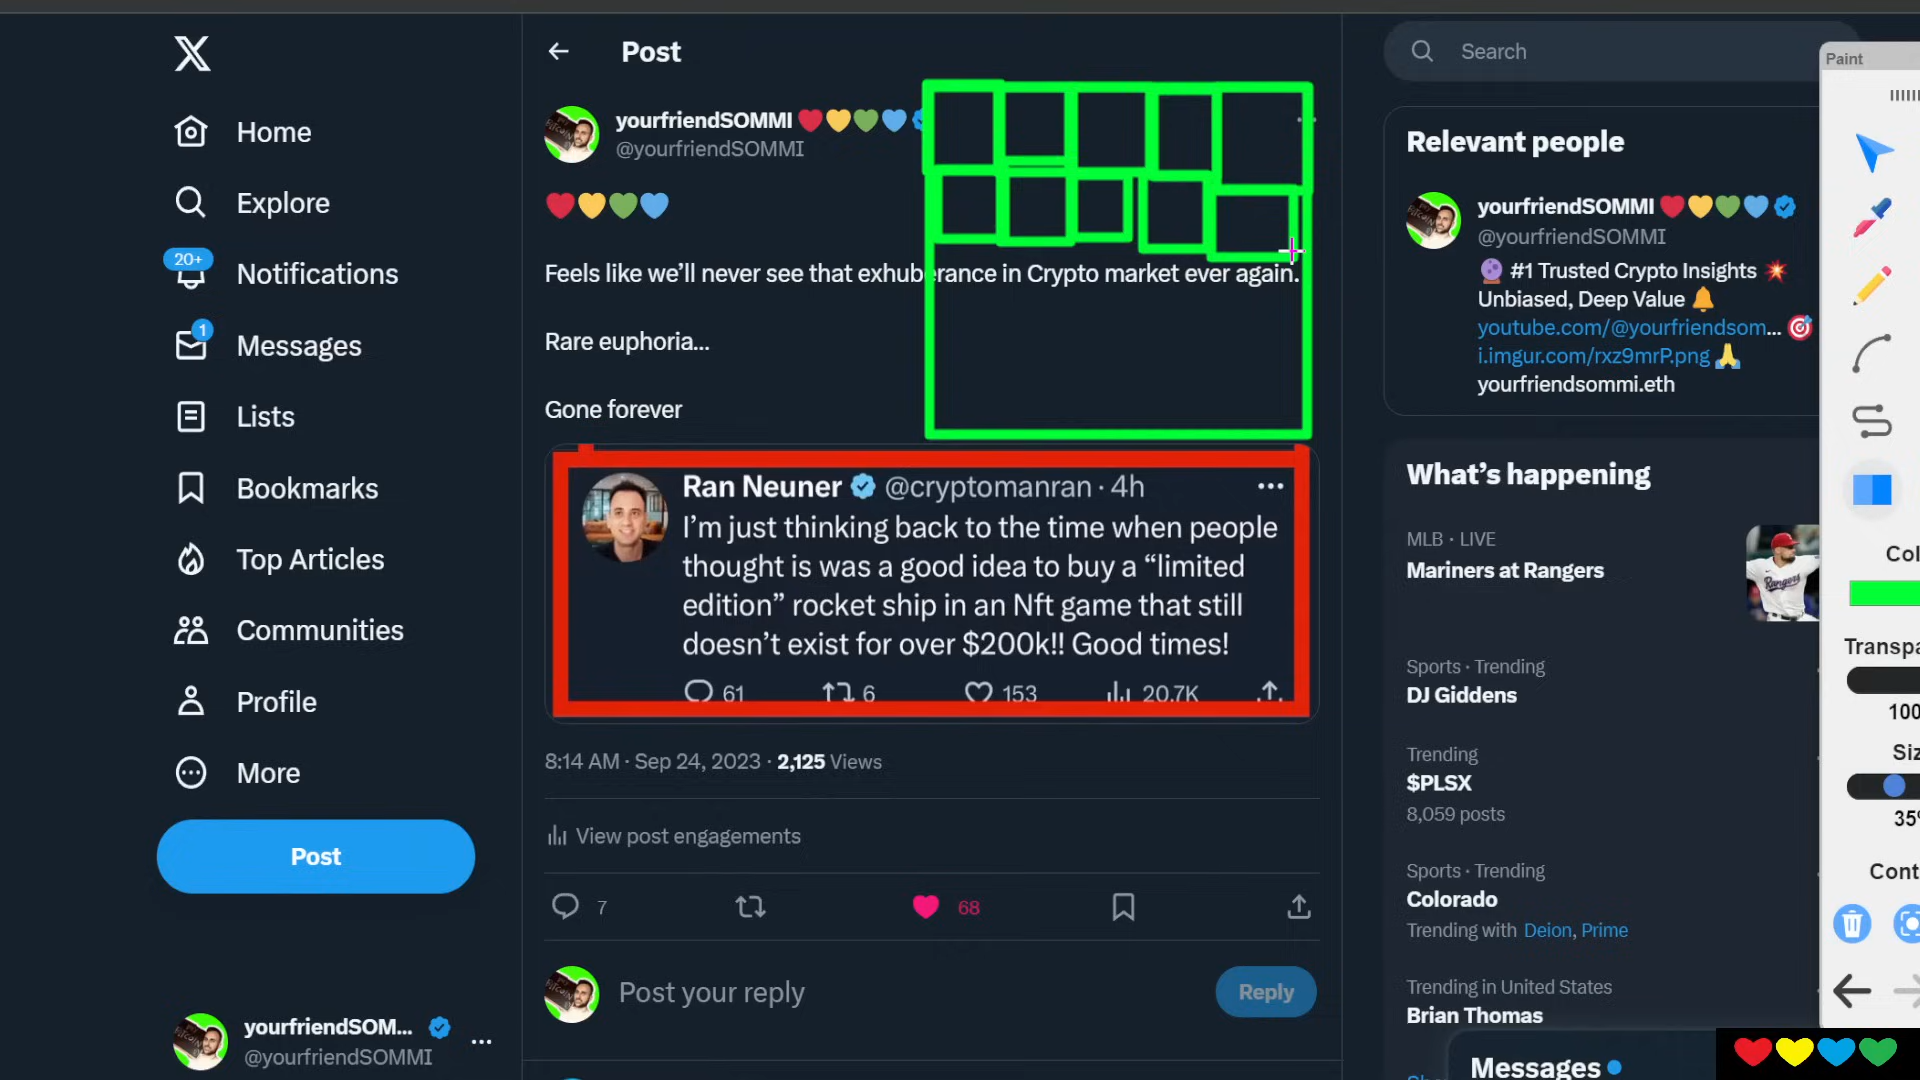 Post
Search
Paint
Home
Explore
20+
Notifications
1
Messages
Lists
Bookmarks
Top Articles
Communities
Profile
More
Post
yourfriendSOM...
@yourfriendSOMMI
yourfriendSOMMI
@yourfriendSOMMI
Feels like we’ll never see that exhuberance in Crypto market ever again.
Rare euphoria...
Gone forever
Ran Neuner @cryptomanran · 4h
I’m just thinking back to the time when people
thought is was a good idea to buy a “limited
edition” rocket ship in an Nft game that still
doesn’t exist for over $200k!! Good times!
61 6 153 20.7K
8:14 AM · Sep 24, 2023 · 2,125 Views
View post engagements
7 68
Post your reply
Reply
Relevant people
yourfriendSOMMI
@yourfriendSOMMI
#1 Trusted Crypto Insights
Unbiased, Deep Value
youtube.com/@yourfriendsom...
i.imgur.com/rxz9mrP.png
yourfriendsommi.eth
What’s happening
MLB · LIVE
Mariners at Rangers
Sports · Trending
DJ Giddens
Trending
$PLSX
8,059 posts
Sports · Trending
Colorado
Trending with Deion, Prime
Trending in United States
Brian Thomas
Messages
Col
Transpa
100
Siz
35
Cont